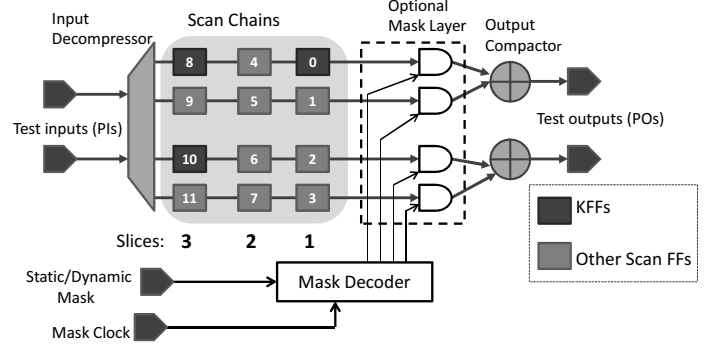 Input
Decompressor
Scan Chains
Optional
Mask Layer
Output
Compactor
8 4 0
9 5 1
Test inputs (PIs)
Test outputs (POs)
10 6 2
11 7 3
KFFs
Other Scan FFs
Slices: 3 2 1
Static/Dynamic
Mask
Mask Decoder
Mask Clock